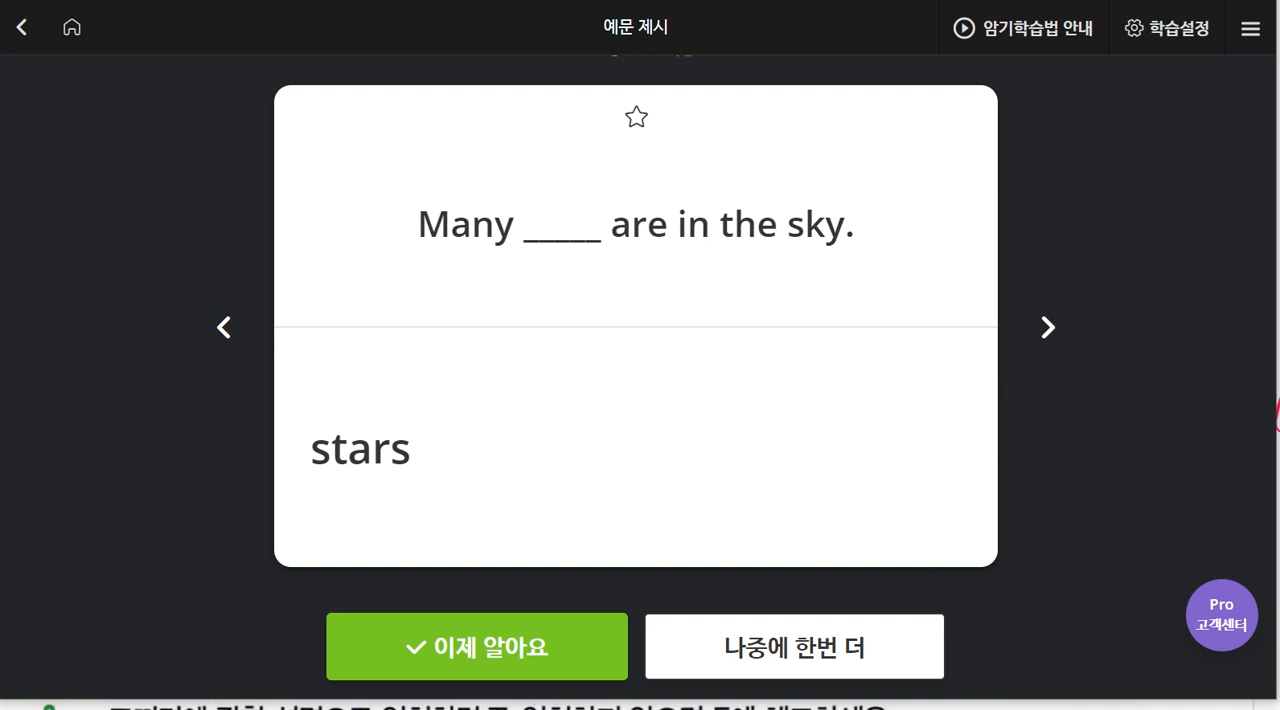 예문 제시
암기학습법 안내
학습설정
Many _____ are in the sky.
stars
이제 알아요
나중에 한번 더
Pro
고객센터